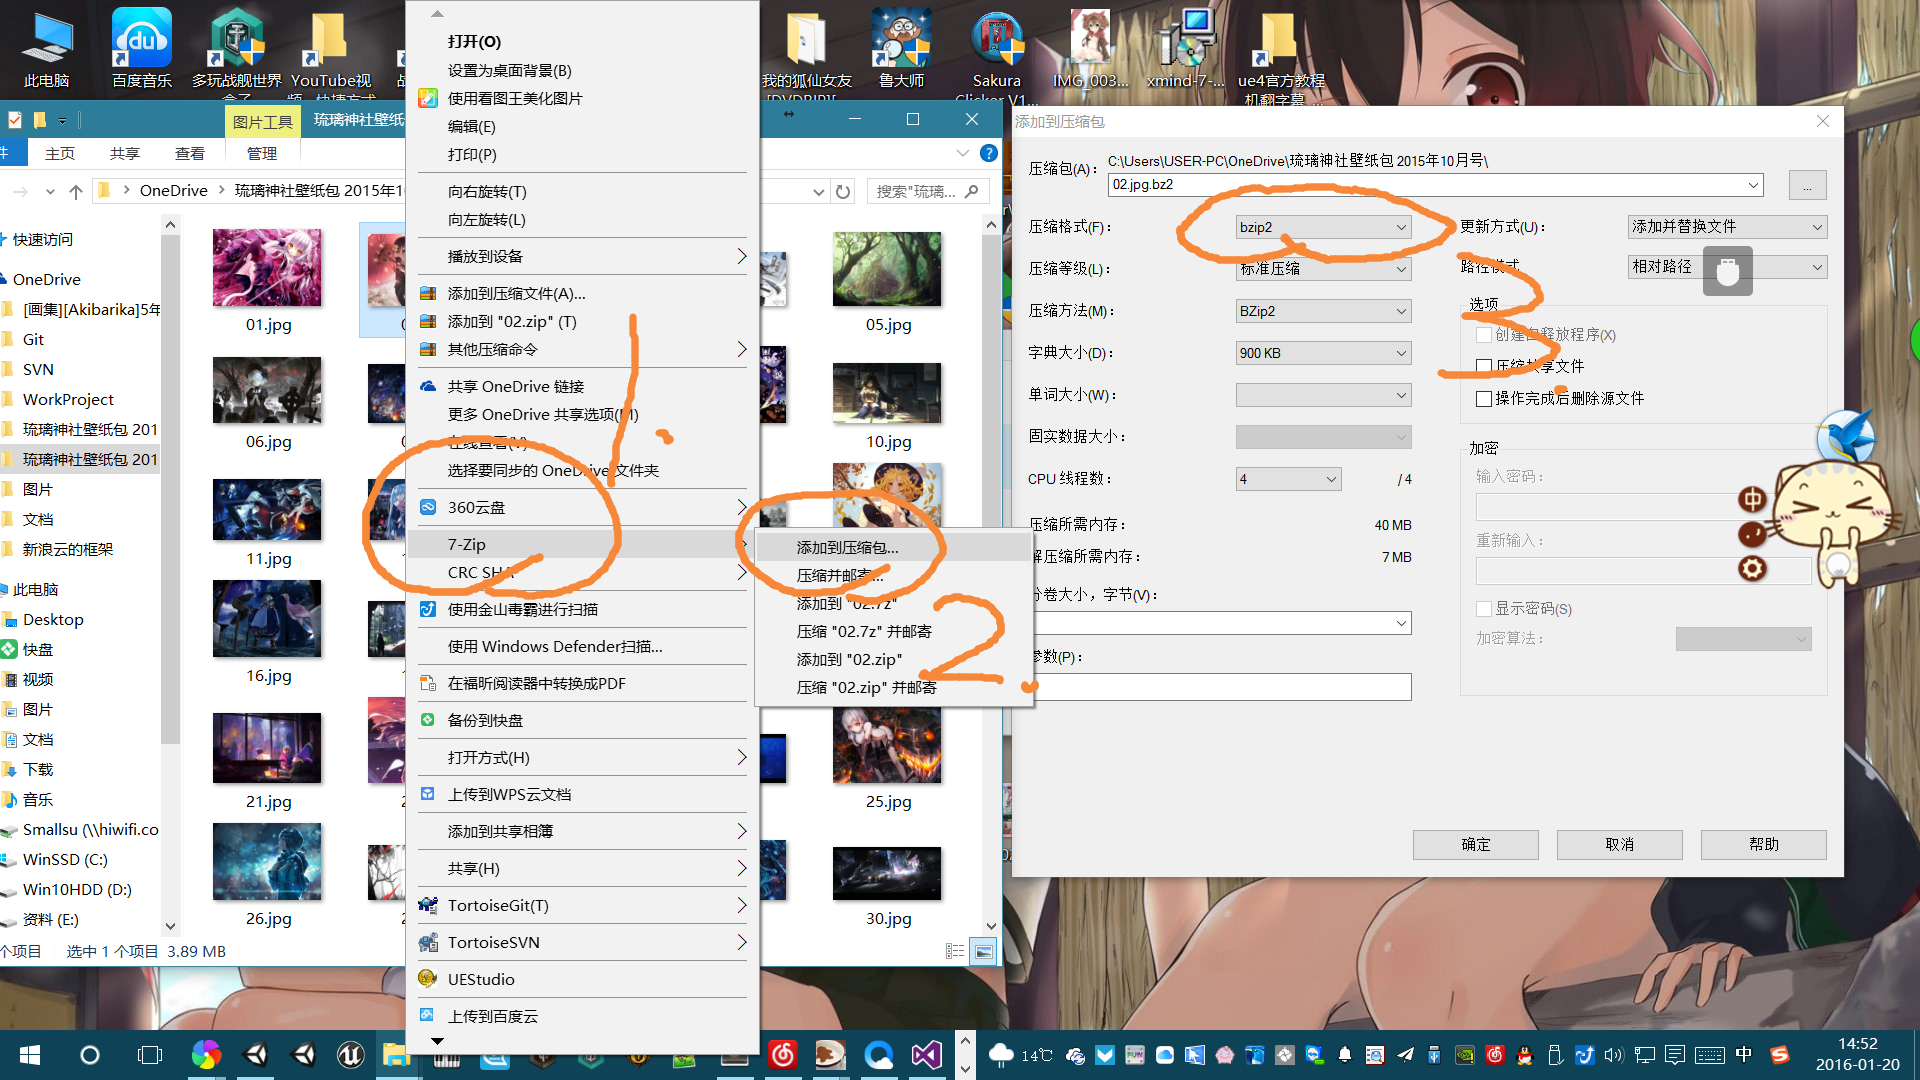 此电脑
百度音乐
多玩战舰世界
盒子
YouTube视
频 - 快捷方式
我的狐仙女友
[DVDRIP][
鲁大师
Sakura
Clicker V1...
IMG_003...
xmind-7-...
ue4官方教程
机翻字幕 ...
图片工具
琉璃神社壁纸
主页
共享
查看
管理
OneDrive
琉璃神社壁纸包 2015年1
搜索"琉璃...
快速访问
OneDrive
[画集][Akibarika]5年
Git
SVN
WorkProject
琉璃神社壁纸包 201
琉璃神社壁纸包 201
图片
文档
新浪云的框架
此电脑
Desktop
快盘
视频
图片
文档
下载
音乐
Smallsu (\\hiwifi.co
WinSSD (C:)
Win10HDD (D:)
资料 (E:)
01.jpg
05.jpg
06.jpg
10.jpg
11.jpg
16.jpg
21.jpg
25.jpg
26.jpg
30.jpg
个项目
选中 1 个项目
3.89 MB
打开(O)
设置为桌面背景(B)
使用看图王美化图片
编辑(E)
打印(P)
向右旋转(T)
向左旋转(L)
播放到设备
添加到压缩文件(A)...
添加到 "02.zip" (T)
其他压缩命令
共享 OneDrive 链接
更多 OneDrive 共享选项(M)
在线查看(V)
选择要同步的 OneDrive 文件夹
360云盘
7-Zip
CRC SHA
使用金山毒霸进行扫描
使用 Windows Defender扫描...
在福昕阅读器中转换成PDF
备份到快盘
打开方式(H)
上传到WPS云文档
添加到共享相簿
共享(H)
TortoiseGit(T)
TortoiseSVN
UEStudio
上传到百度云
1.
添加到压缩包...
压缩并邮寄...
添加到 "02.7z"
压缩 "02.7z" 并邮寄
添加到 "02.zip"
压缩 "02.zip" 并邮寄
2.
添加到压缩包
压缩包(A):
C:\Users\USER-PC\OneDrive\琉璃神社壁纸包 2015年10月号\
02.jpg.bz2
...
压缩格式(F):
bzip2
压缩等级(L):
标准压缩
压缩方法(M):
BZip2
字典大小(D):
900 KB
单词大小(W):
固实数据大小:
CPU 线程数:
4
/ 4
压缩所需内存:
40 MB
解压缩所需内存:
7 MB
分卷大小，字节(V):
参数(P):
更新方式(U):
添加并替换文件
路径模式
相对路径
3.
选项
创建自释放程序(X)
压缩共享文件
操作完成后删除源文件
加密
输入密码:
重新输入:
显示密码(S)
加密算法:
中
确定
取消
帮助
14℃
中
14:52
2016-01-20